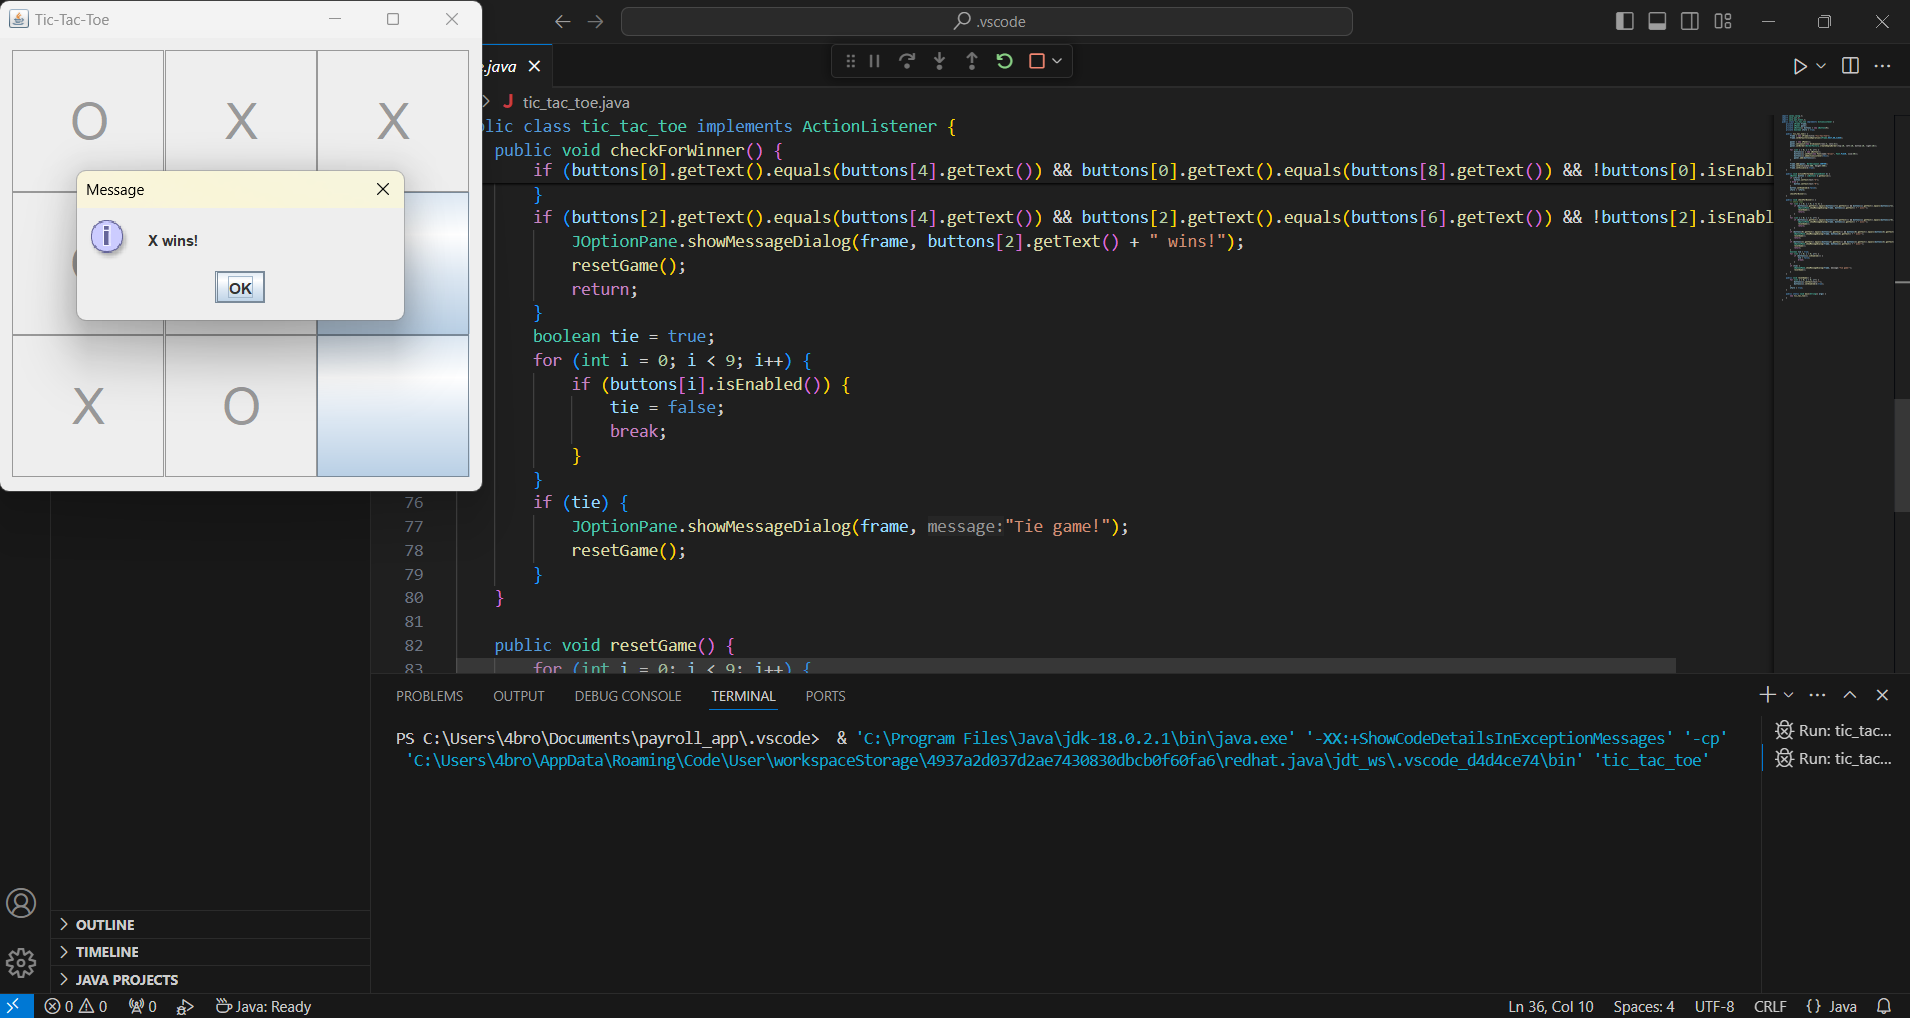 Tic-Tac-Toe
O X X
X O
Message
X wins!
OK
.vscode
.java
tic_tac_toe.java
lic class tic_tac_toe implements ActionListener {
public void checkForWinner() {
if (buttons[0].getText().equals(buttons[4].getText()) && buttons[0].getText().equals(buttons[8].getText()) && !buttons[0].isEnabl
}
if (buttons[2].getText().equals(buttons[4].getText()) && buttons[2].getText().equals(buttons[6].getText()) && !buttons[2].isEnabl
JOptionPane.showMessageDialog(frame, buttons[2].getText() + " wins!");
resetGame();
return;
}
boolean tie = true;
for (int i = 0; i < 9; i++) {
if (buttons[i].isEnabled()) {
tie = false;
break;
}
}
76 if (tie) {
77 JOptionPane.showMessageDialog(frame, message:"Tie game!");
78 resetGame();
79 }
80 }
81
82 public void resetGame() {
83 for (int i = 0; i < 9; i++) {
PROBLEMS OUTPUT DEBUG CONSOLE TERMINAL PORTS
PS C:\Users\4bro\Documents\payroll_app\.vscode> & 'C:\Program Files\Java\jdk-18.0.2.1\bin\java.exe' '-XX:+ShowCodeDetailsInExceptionMessages' '-cp'
'C:\Users\4bro\AppData\Roaming\Code\User\workspaceStorage\4937a2d037d2ae7430830dbcb0f60fa6\redhat.java\jdt_ws\.vscode_d4d4ce74\bin' 'tic_tac_toe'
Run: tic_tac...
Run: tic_tac...
OUTLINE
TIMELINE
JAVA PROJECTS
0 0 0 Java: Ready
Ln 36, Col 10 Spaces: 4 UTF-8 CRLF {} Java